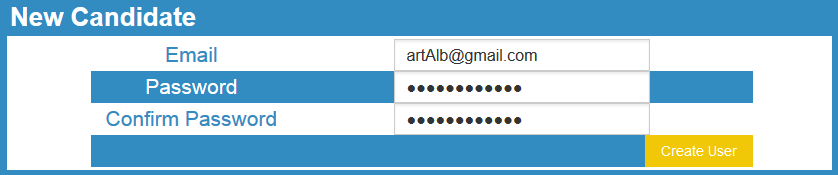 New Candidate
Email artAlb@gmail.com
Password ●●●●●●●●●●●●
Confirm Password ●●●●●●●●●●●●
Create User